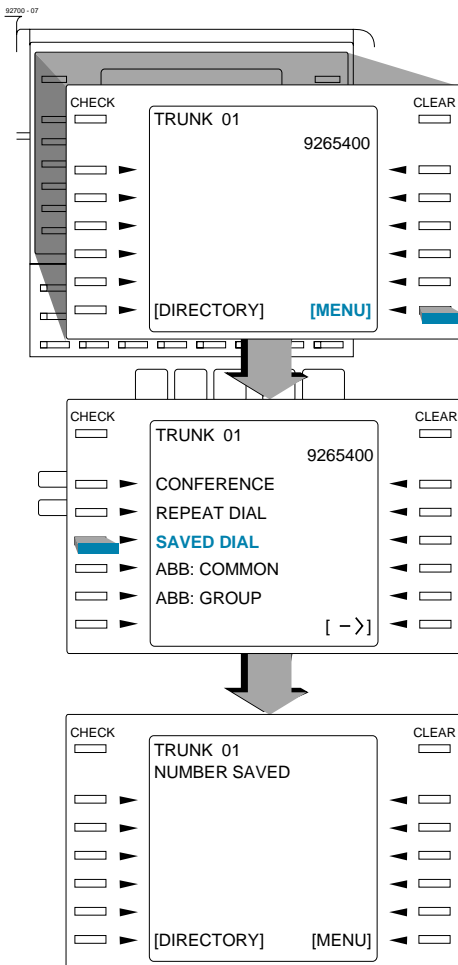 92700 - 07
CHECK CLEAR
TRUNK 01
9265400
[DIRECTORY] [MENU]
CHECK CLEAR
TRUNK 01
9265400
CONFERENCE
REPEAT DIAL
SAVED DIAL
ABB: COMMON
ABB: GROUP
[ –>]
CHECK CLEAR
TRUNK 01
NUMBER SAVED
[DIRECTORY] [MENU]